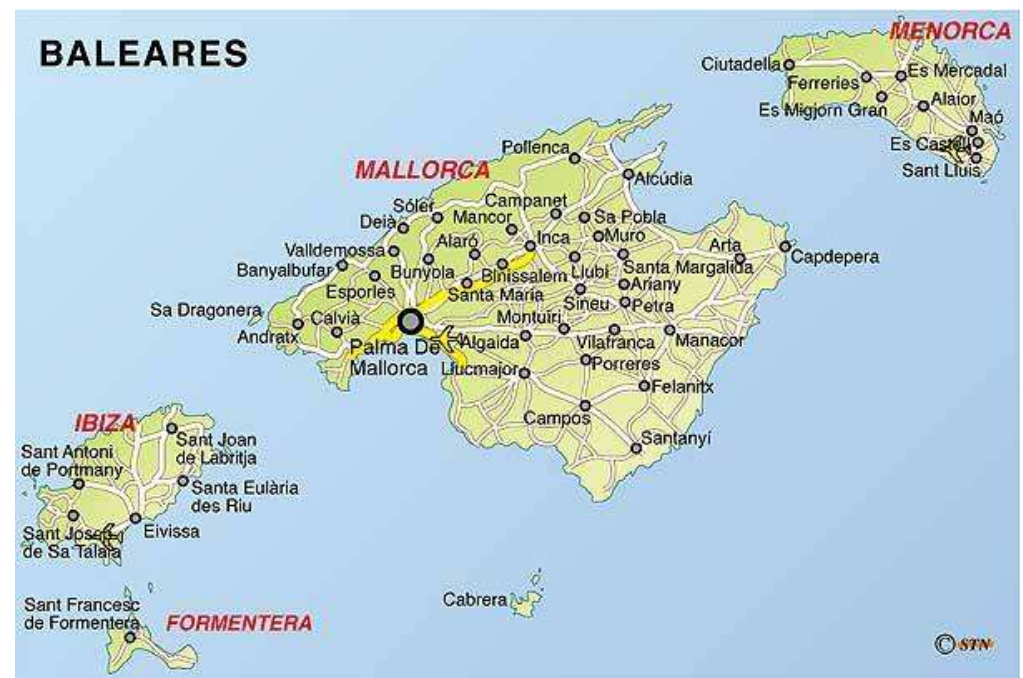 BALEARES
MENORCA
Ciutadella
Ferreries
Es Mercadal
Es Migjorn Gran
Alaior
Maó
Es Castell
Sant Lluis
MALLORCA
Pollenca
Alcúdia
Campanet
Sóler
Mancor
Sa Pobla
Deià
Muro
Alaró
Inca
Arta
Capdepera
Valldemossa
Banyalbufar
Bunyola
Binissalem
Llubi
Santa Margalida
Esporles
Santa Maria
Ariany
Sineu
Petra
Sa Dragonera
Calvià
Montuïri
Andratx
Palma De
Mallorca
Algaida
Vilafranca
Manacor
Llucmajor
Porreres
Felanitx
Campos
Santanyí
IBIZA
Sant Joan
de Labritja
Sant Antoni
de Portmany
Santa Eulària
des Riu
Sant Josep
de Sa Talaia
Eivissa
Cabrera
Sant Francesc
de Formentera
FORMENTERA
© STN